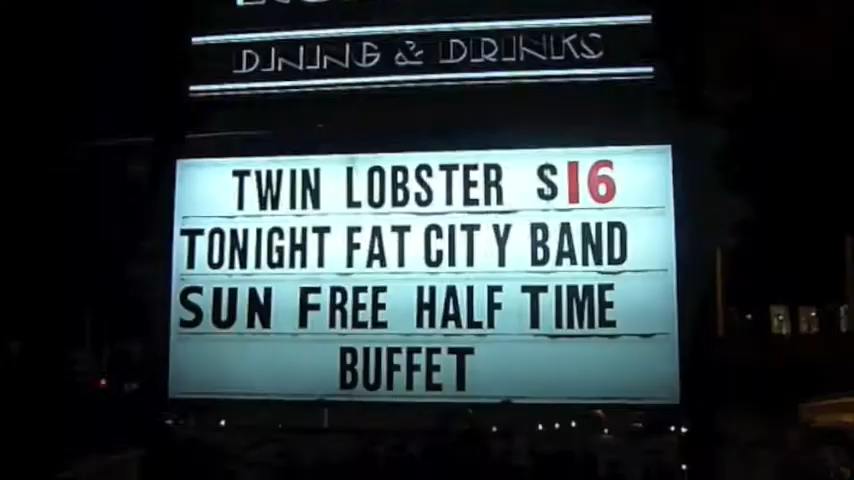 DINING & DRINKS
TWIN LOBSTER $16
TONIGHT FAT CITY BAND
SUN FREE HALF TIME
BUFFET